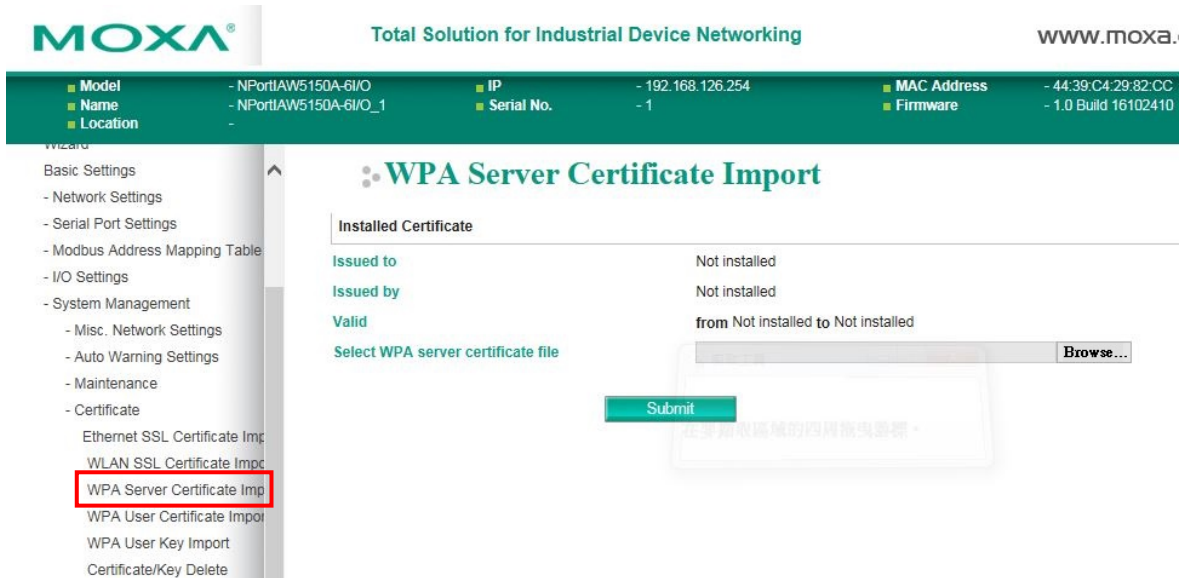 MOXA®
Total Solution for Industrial Device Networking
www.moxa.
Model - NPortIAW5150A-6I/O
IP - 192.168.126.254
MAC Address - 44:39:C4:29:82:CC
Name - NPortIAW5150A-6I/O_1
Serial No. - 1
Firmware - 1.0 Build 16102410
Location -
Wizard
Basic Settings
- Network Settings
- Serial Port Settings
- Modbus Address Mapping Table
- I/O Settings
- System Management
- Misc. Network Settings
- Auto Warning Settings
- Maintenance
- Certificate
Ethernet SSL Certificate Imp
WLAN SSL Certificate Impo
WPA Server Certificate Imp
WPA User Certificate Impor
WPA User Key Import
Certificate/Key Delete
WPA Server Certificate Import
Installed Certificate
Issued to Not installed
Issued by Not installed
Valid from Not installed to Not installed
Select WPA server certificate file Browse...
Submit